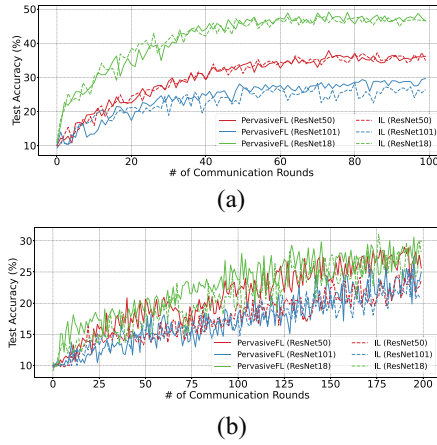 50
40
30
20
10
Test Accuracy (%)
PervasiveFL (ResNet50) IL (ResNet50)
PervasiveFL (ResNet101) IL (ResNet101)
PervasiveFL (ResNet18) IL (ResNet18)
0 20 40 60 80 100
# of Communication Rounds
(a)
30
25
20
15
10
Test Accuracy (%)
PervasiveFL (ResNet50) IL (ResNet50)
PervasiveFL (ResNet101) IL (ResNet101)
PervasiveFL (ResNet18) IL (ResNet18)
0 25 50 75 100 125 150 175 200
# of Communication Rounds
(b)